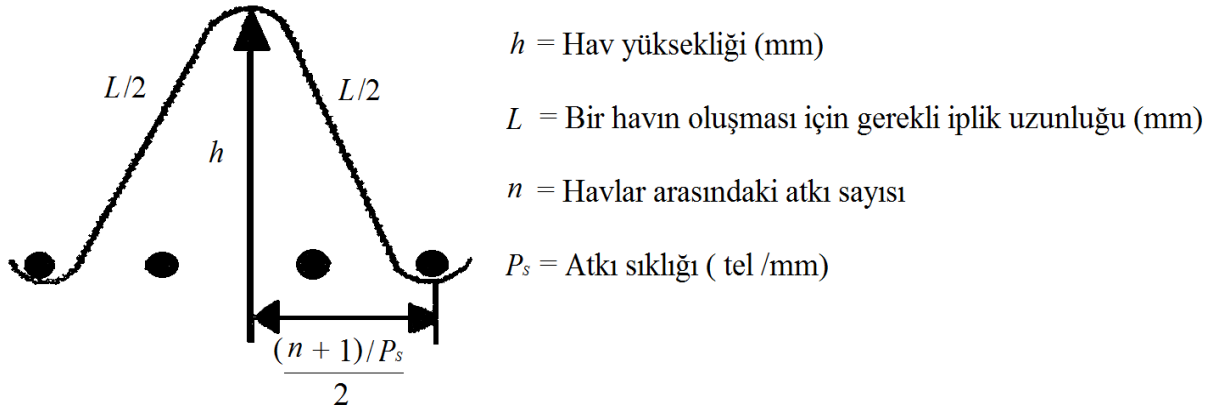 h = Hav yüksekliği (mm)
L/2
L/2
L = Bir havın oluşması için gerekli iplik uzunluğu (mm)
h
n = Havlar arasındaki atkı sayısı
Ps = Atkı sıklığı ( tel /mm)
(n + 1)/Ps
2